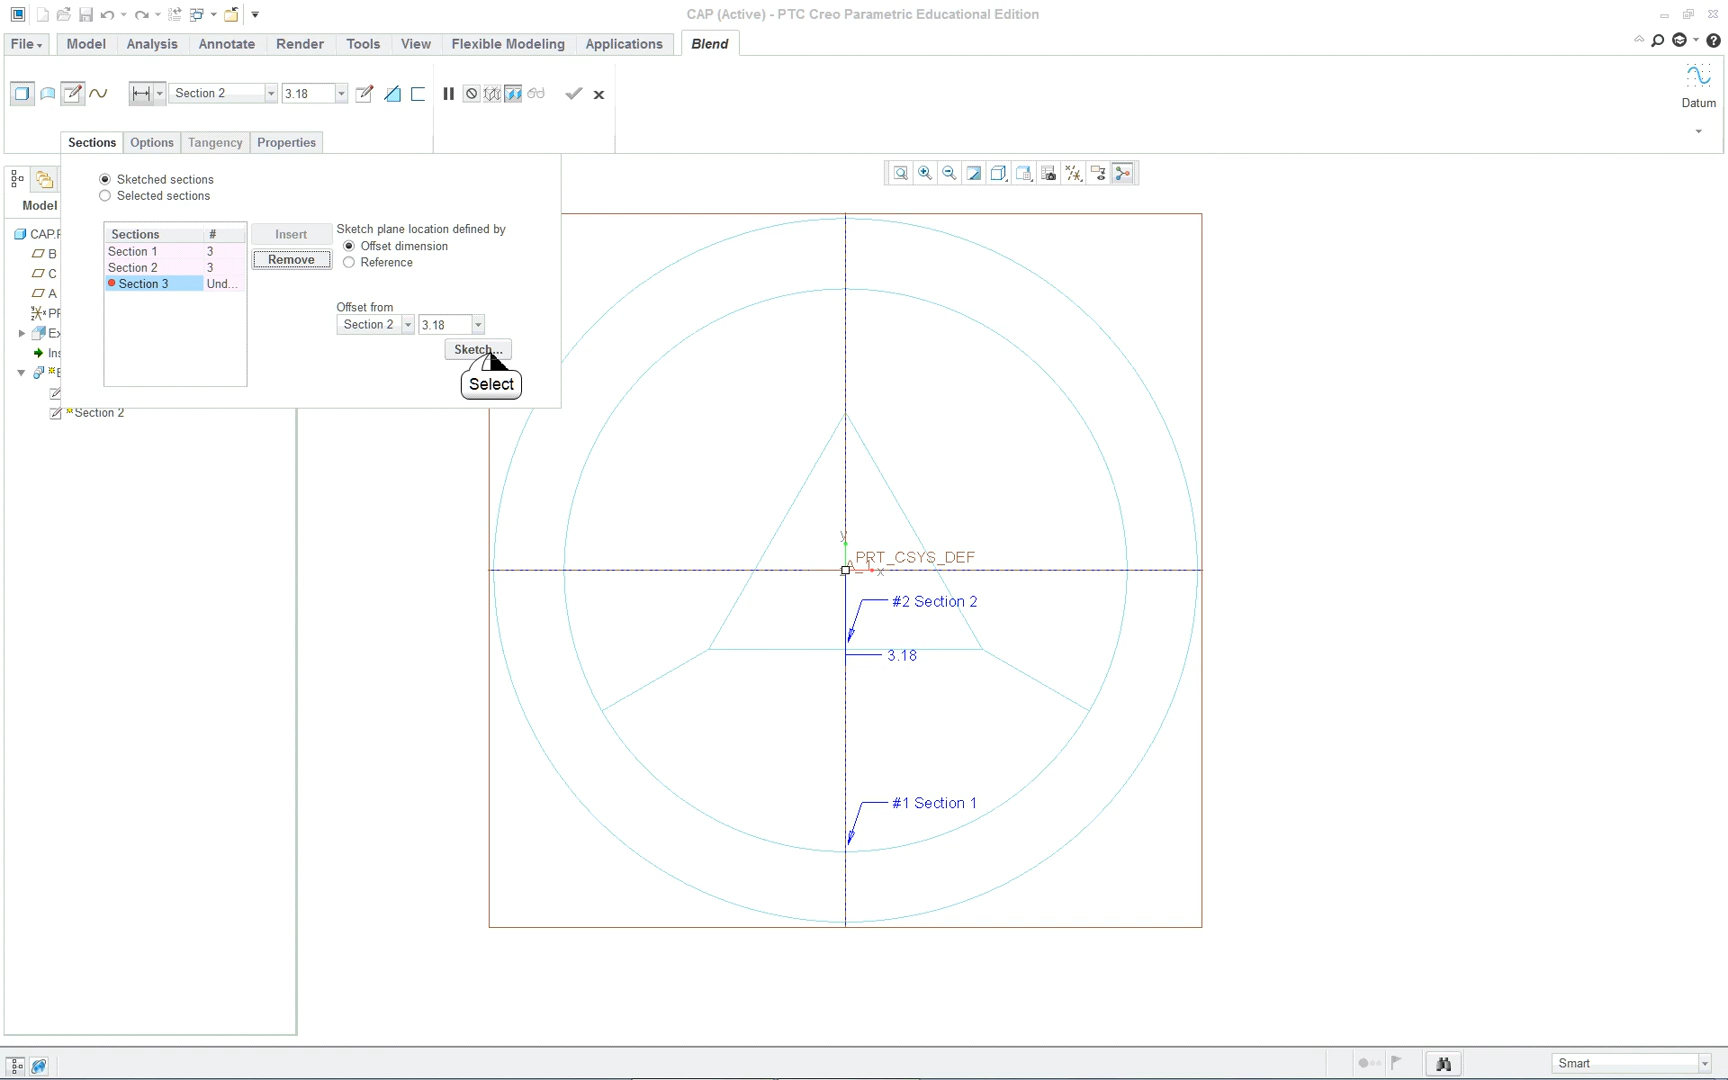 CAP (Active) - PTC Creo Parametric Educational Edition
File Model Analysis Annotate Render Tools View Flexible Modeling Applications Blend
Section 2 3.18
Datum
Sections Options Tangency Properties
Sketched sections
Selected sections
Model
Sections #
Section 1 3
Section 2 3
Section 3 Und...
Insert
Remove
Sketch plane location defined by
Offset dimension
Reference
Offset from
Section 2 3.18
Sketch...
Select
CAP.
B
C
A
Section 2
y
PRT_CSYS_DEF
x
#2 Section 2
3.18
#1 Section 1
Smart